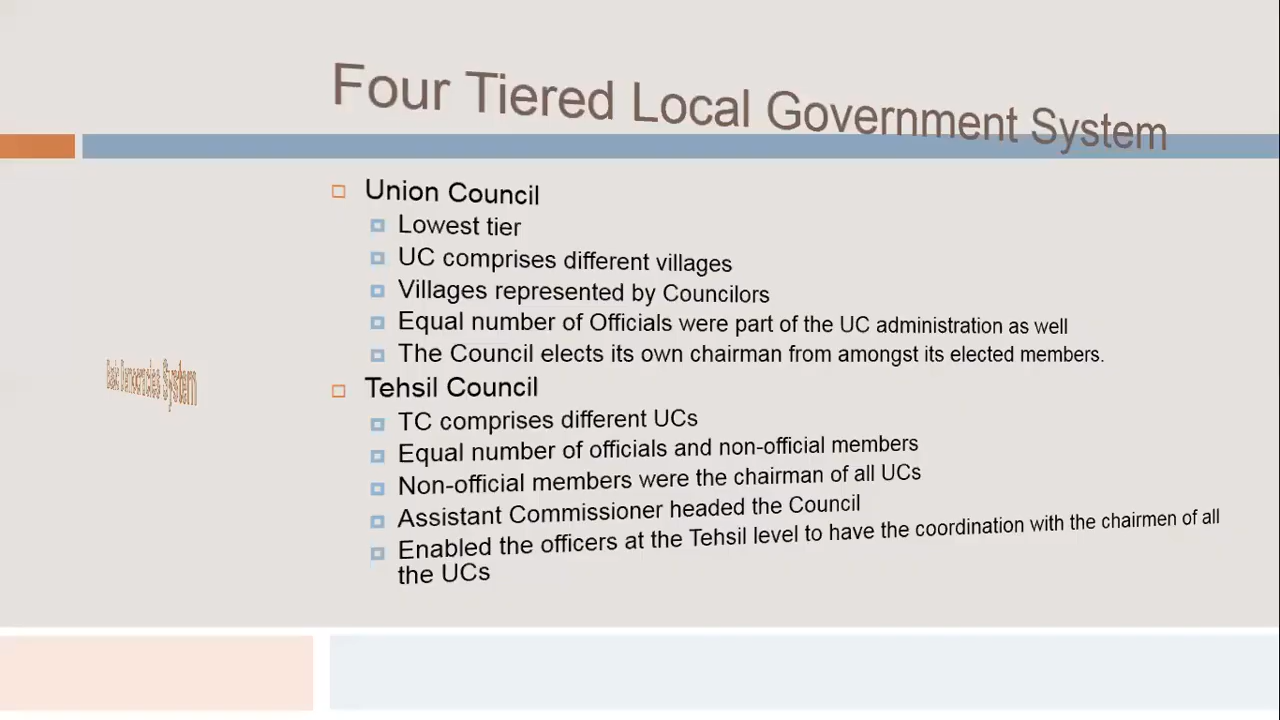 Four Tiered Local Government System
Union Council
Lowest tier
UC comprises different villages
Villages represented by Councilors
Equal number of Officials were part of the UC administration as well
The Council elects its own chairman from amongst its elected members.
Basic Democracies System
Tehsil Council
TC comprises different UCs
Equal number of officials and non-official members
Non-official members were the chairman of all UCs
Assistant Commissioner headed the Council
Enabled the officers at the Tehsil level to have the coordination with the chairmen of all
the UCs